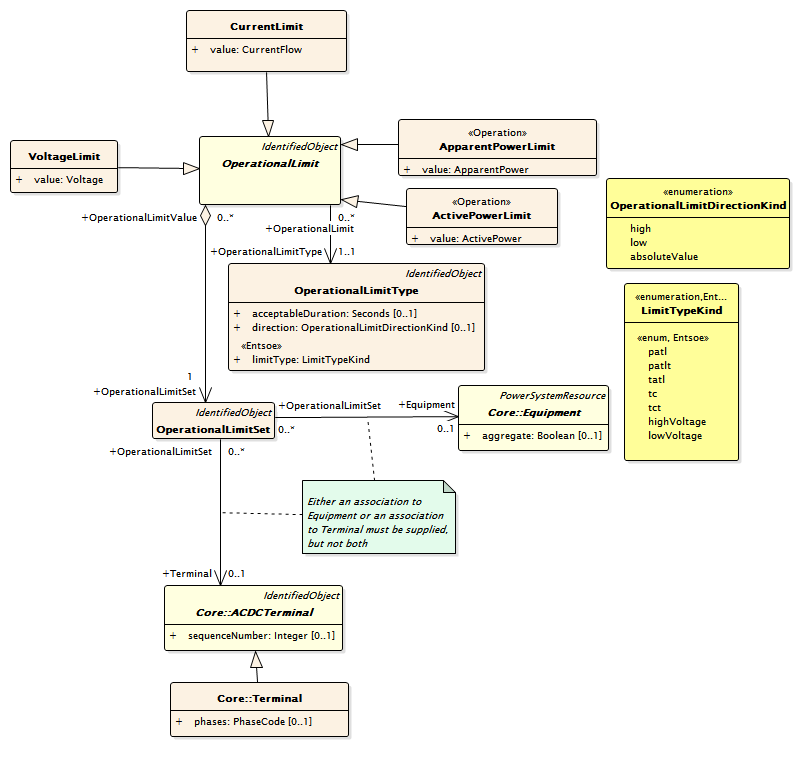 CurrentLimit
+ value: CurrentFlow
IdentifiedObject
OperationalLimit
VoltageLimit
+ value: Voltage
«Operation»
ApparentPowerLimit
+ value: ApparentPower
«Operation»
ActivePowerLimit
+ value: ActivePower
«enumeration»
OperationalLimitDirectionKind
high
low
absoluteValue
+OperationalLimitValue
0..*
0..*
+OperationalLimit
+OperationalLimitType
1..1
IdentifiedObject
OperationalLimitType
+ acceptableDuration: Seconds [0..1]
+ direction: OperationalLimitDirectionKind [0..1]
«Entsoe»
+ limitType: LimitTypeKind
«enumeration,Ent...
LimitTypeKind
«enum, Entsoe»
patl
patlt
tatl
tc
tct
highVoltage
lowVoltage
1
+OperationalLimitSet
IdentifiedObject
OperationalLimitSet
+OperationalLimitSet
0..*
+Equipment
0..1
PowerSystemResource
Core::Equipment
+ aggregate: Boolean [0..1]
+OperationalLimitSet
0..*
Either an association to
Equipment or an association
to Terminal must be supplied,
but not both
+Terminal
0..1
IdentifiedObject
Core::ACDCTerminal
+ sequenceNumber: Integer [0..1]
Core::Terminal
+ phases: PhaseCode [0..1]